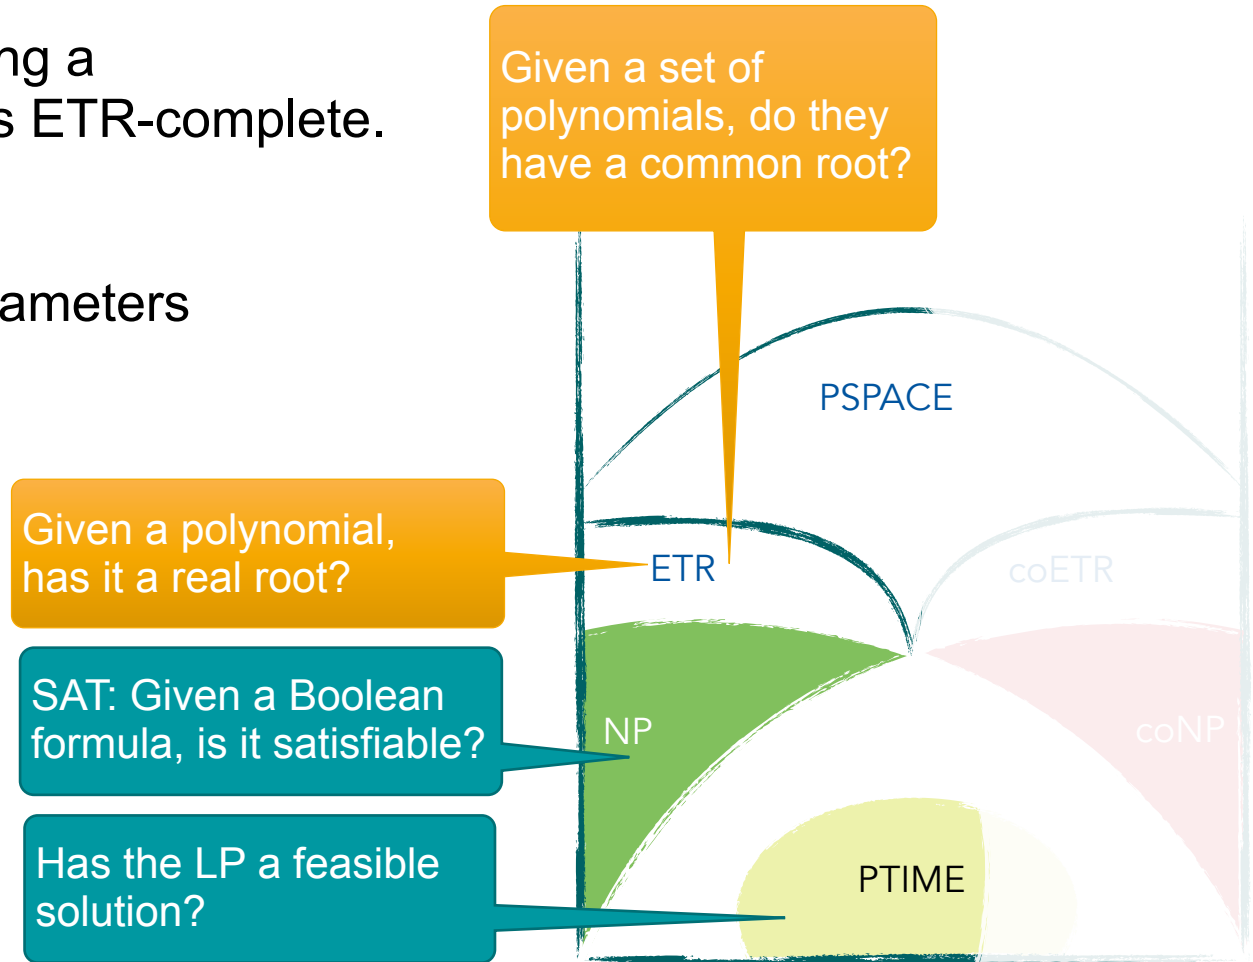 ng a
s ETR-complete.
ameters
Given a set of
polynomials, do they
have a common root?
PSPACE
Given a polynomial,
has it a real root?
ETR
coETR
SAT: Given a Boolean
formula, is it satisfiable?
NP
coNP
Has the LP a feasible
solution?
PTIME